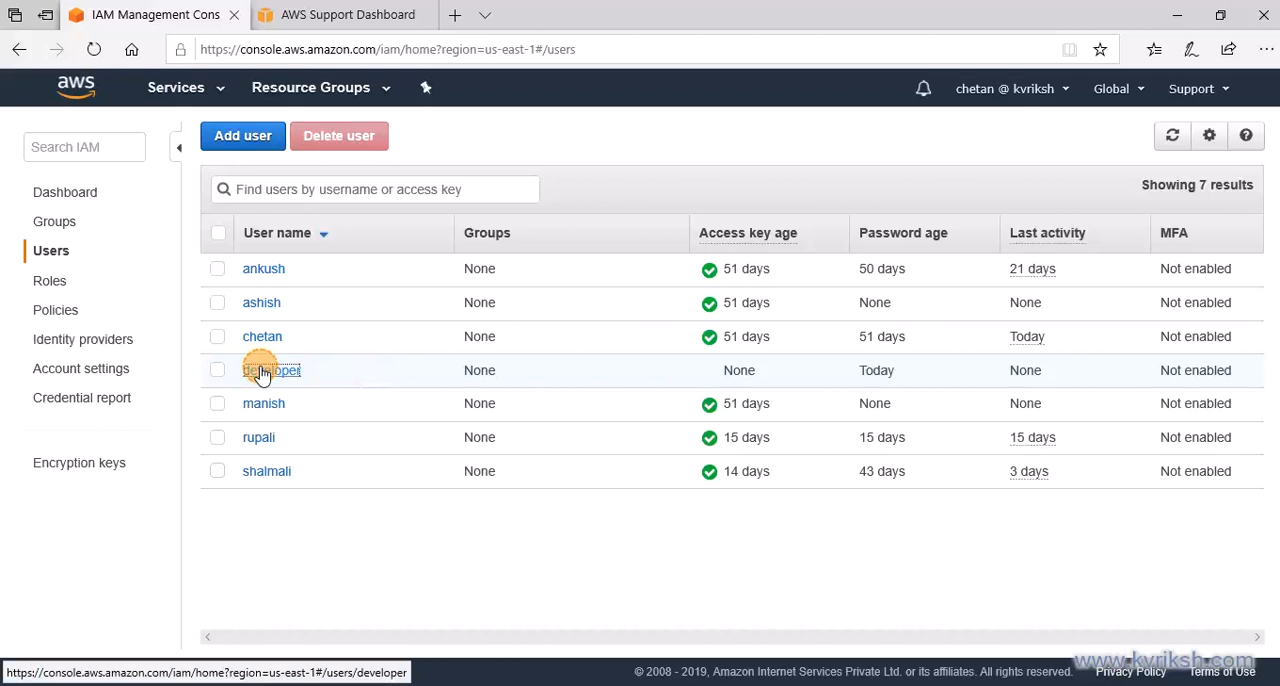 IAM Management Cons
AWS Support Dashboard
https://console.aws.amazon.com/iam/home?region=us-east-1#/users
aws
Services
Resource Groups
chetan @ kvriksh
Global
Support
Search IAM
Dashboard
Groups
Users
Roles
Policies
Identity providers
Account settings
Credential report
Encryption keys
Add user
Delete user
Find users by username or access key
Showing 7 results
User name Groups Access key age Password age Last activity MFA
ankush None 51 days 50 days 21 days Not enabled
ashish None 51 days None None Not enabled
chetan None 51 days 51 days Today Not enabled
developer None None Today None Not enabled
manish None 51 days None None Not enabled
rupali None 15 days 15 days 15 days Not enabled
shalmali None 14 days 43 days 3 days Not enabled
https://console.aws.amazon.com/iam/home?region=us-east-1#/users/developer
© 2008 - 2019, Amazon Internet Services Private Ltd. or its affiliates. All rights reserved.
Privacy Policy
Terms of Use
www.kvriksh.com